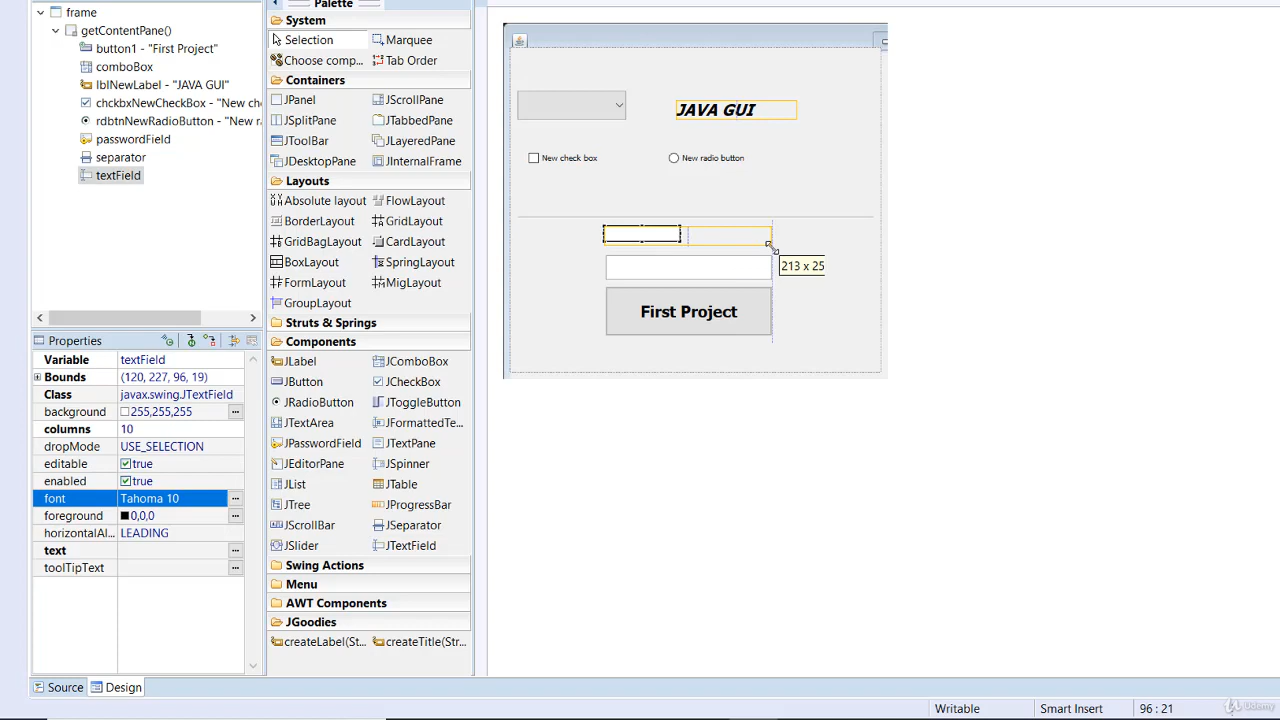 frame
getContentPane()
button1 - "First Project"
comboBox
lblNewLabel - "JAVA GUI"
chckbxNewCheckBox - "New che
rdbtnNewRadioButton - "New ra
passwordField
separator
textField
Properties
Variable textField
Bounds (120, 227, 96, 19)
Class javax.swing.JTextField
background 255,255,255 ...
columns 10
dropMode USE_SELECTION
editable true
enabled true
font Tahoma 10 ...
foreground 0,0,0 ...
horizontalAl... LEADING
text ...
toolTipText ...
Source Design
Palette
System
Selection Marquee
Choose comp... Tab Order
Containers
JPanel JScrollPane
JSplitPane JTabbedPane
JToolBar JLayeredPane
JDesktopPane JInternalFrame
Layouts
Absolute layout FlowLayout
BorderLayout GridLayout
GridBagLayout CardLayout
BoxLayout SpringLayout
FormLayout MigLayout
GroupLayout
Struts & Springs
Components
JLabel JComboBox
JButton JCheckBox
JRadioButton JToggleButton
JTextArea JFormattedTe...
JPasswordField JTextPane
JEditorPane JSpinner
JList JTable
JTree JProgressBar
JScrollBar JSeparator
JSlider JTextField
Swing Actions
Menu
AWT Components
JGoodies
createLabel(St... createTitle(Str...
JAVA GUI
New check box New radio button
213 x 25
First Project
Writable Smart Insert 96 : 21
Udemy